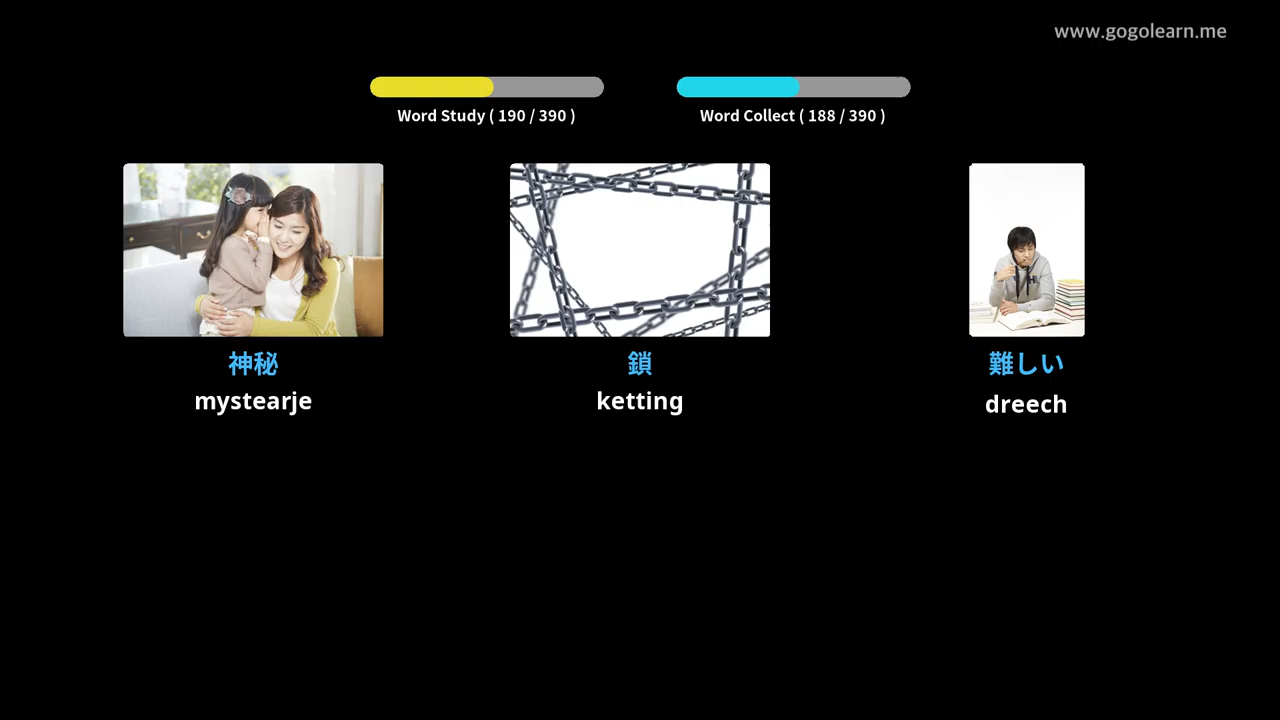 www.gogolearn.me
Word Study ( 190 / 390 )
Word Collect ( 188 / 390 )
神秘
mystearje
鎖
ketting
難しい
dreech